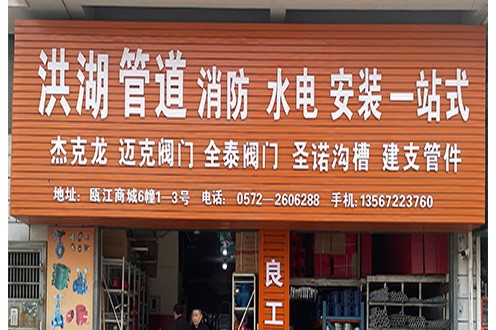 洪湖管道 消防 水电 安装一站式
杰克龙 迈克阀门 全泰阀门 圣诺沟槽 建支管件
地址：瓯江商城6幢1-3号 电话：0572-2606288 手机：13567223760
良工